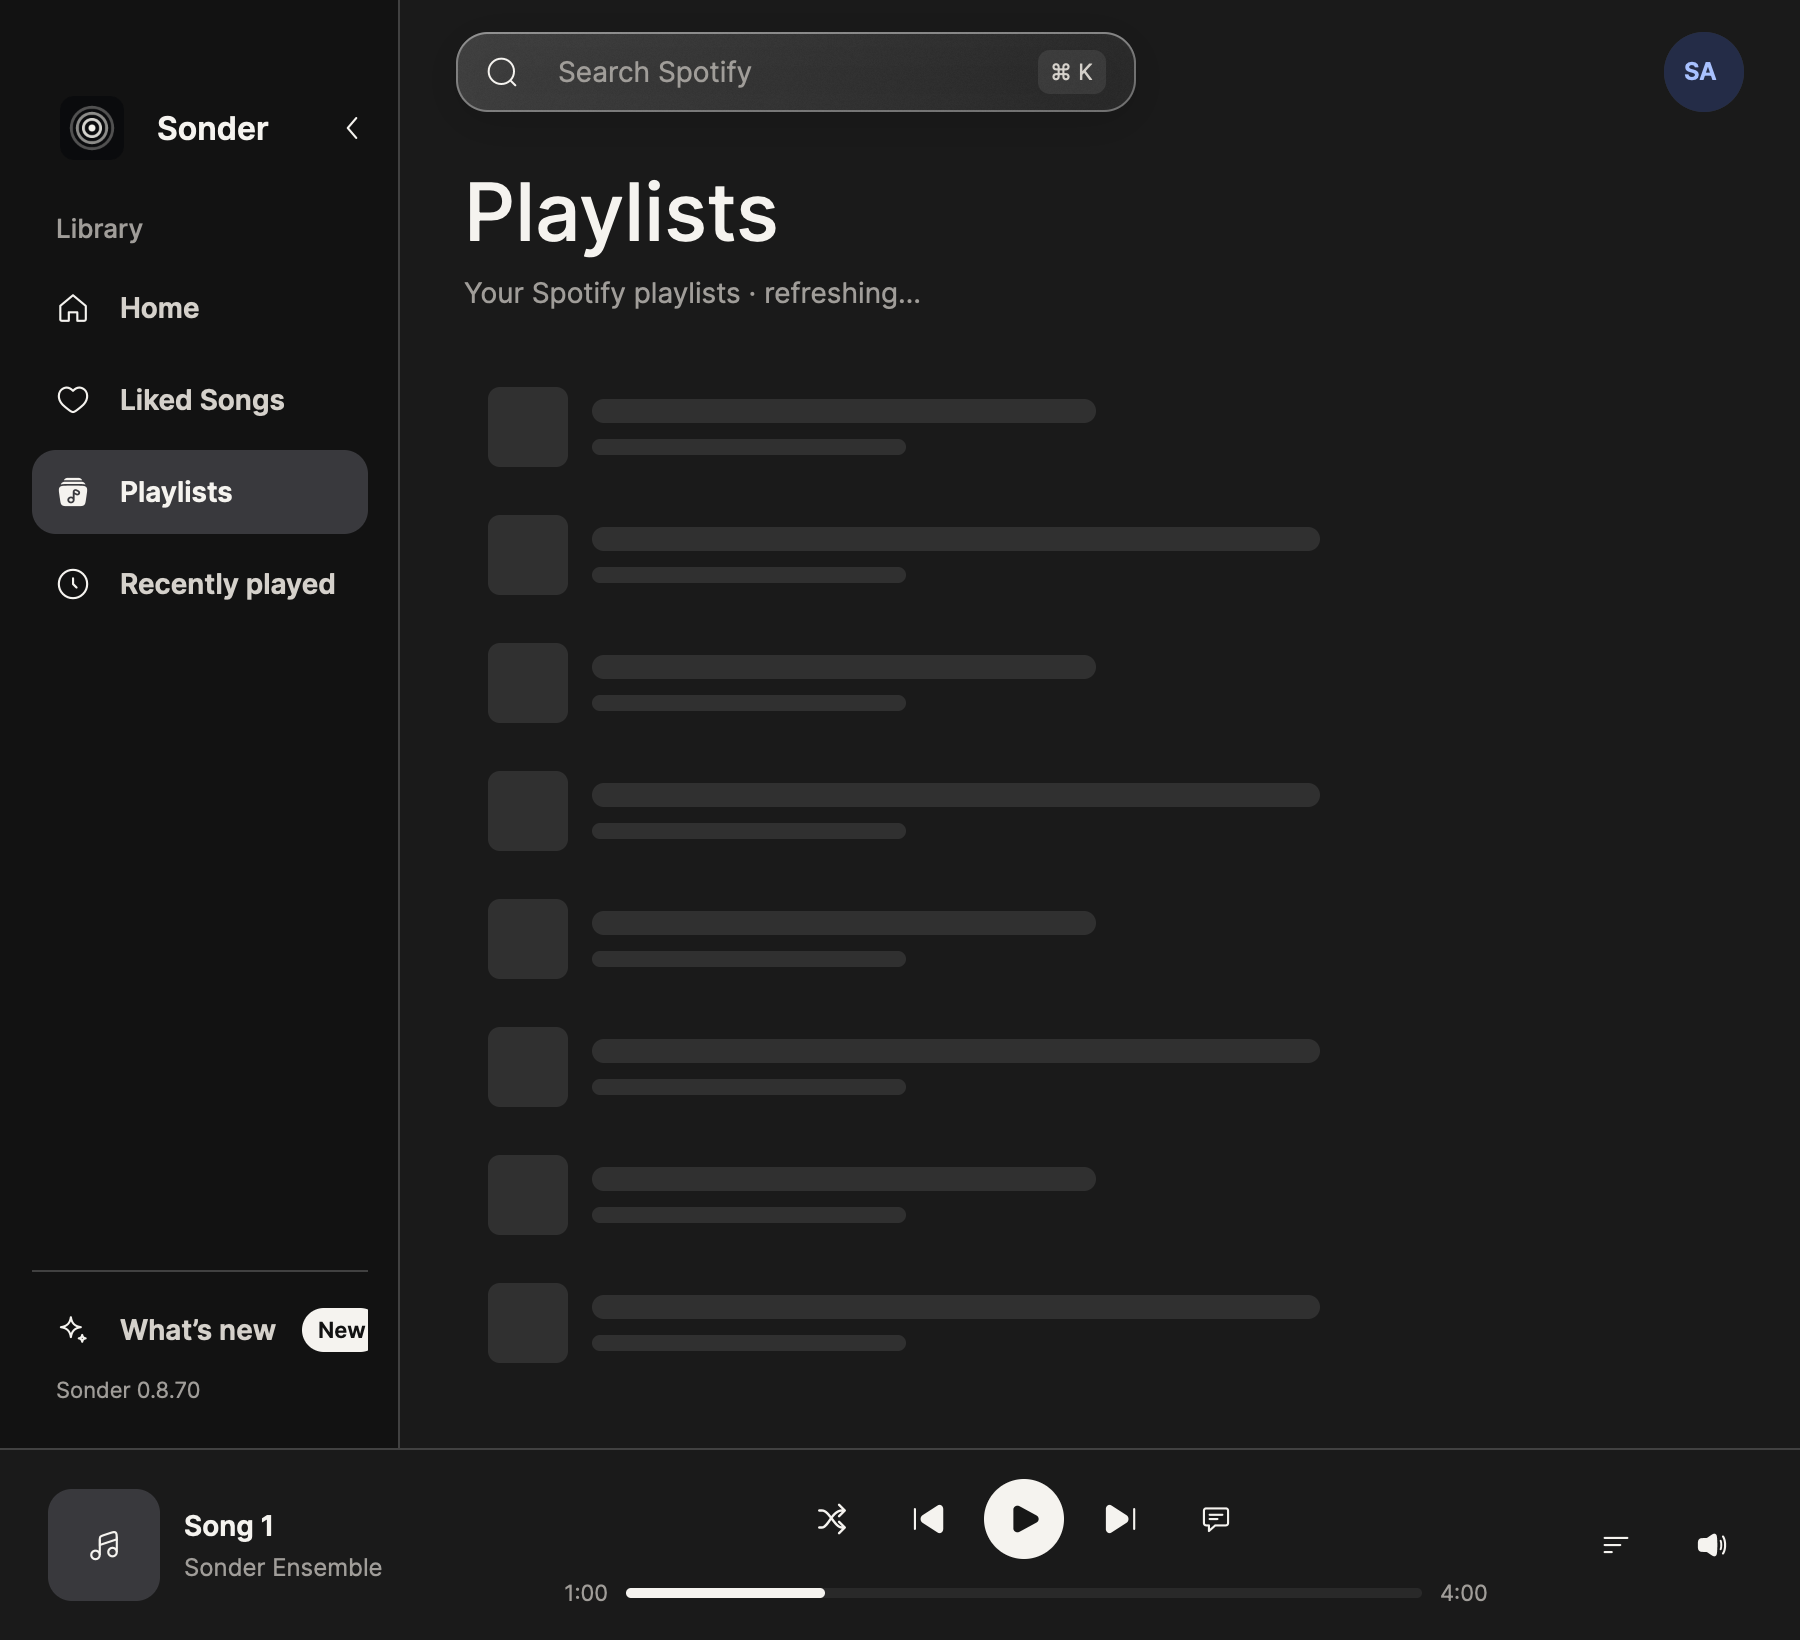 Search Spotify
⌘ K
SA
Sonder
Library
Home
Liked Songs
Playlists
Recently played
What’s new
New
Sonder 0.8.70
Playlists
Your Spotify playlists · refreshing...
Song 1
Sonder Ensemble
1:00
4:00